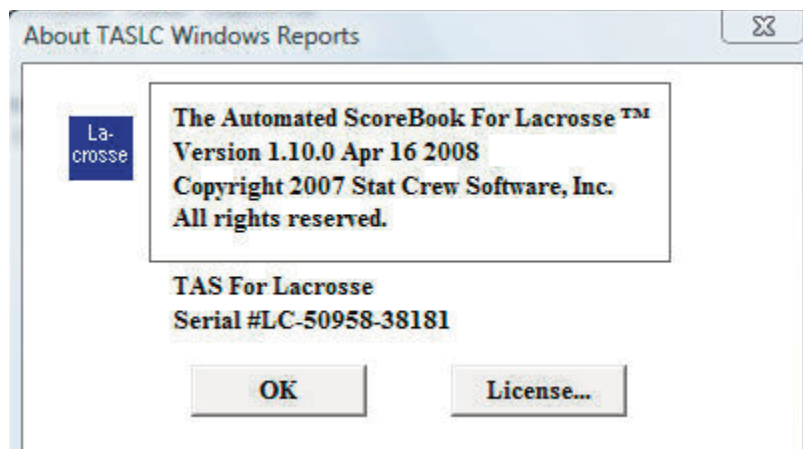 About TASLC Windows Reports
La-
crosse
The Automated ScoreBook For Lacrosse ™
Version 1.10.0 Apr 16 2008
Copyright 2007 Stat Crew Software, Inc.
All rights reserved.
TAS For Lacrosse
Serial #LC-50958-38181
OK
License...